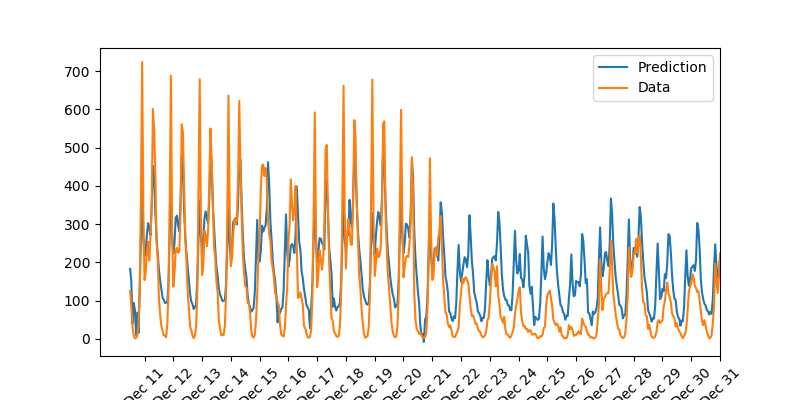 700
600
500
400
300
200
100
0
Prediction
Data
Dec 11
Dec 12
Dec 13
Dec 14
Dec 15
Dec 16
Dec 17
Dec 18
Dec 19
Dec 20
Dec 21
Dec 22
Dec 23
Dec 24
Dec 25
Dec 26
Dec 27
Dec 28
Dec 29
Dec 30
Dec 31